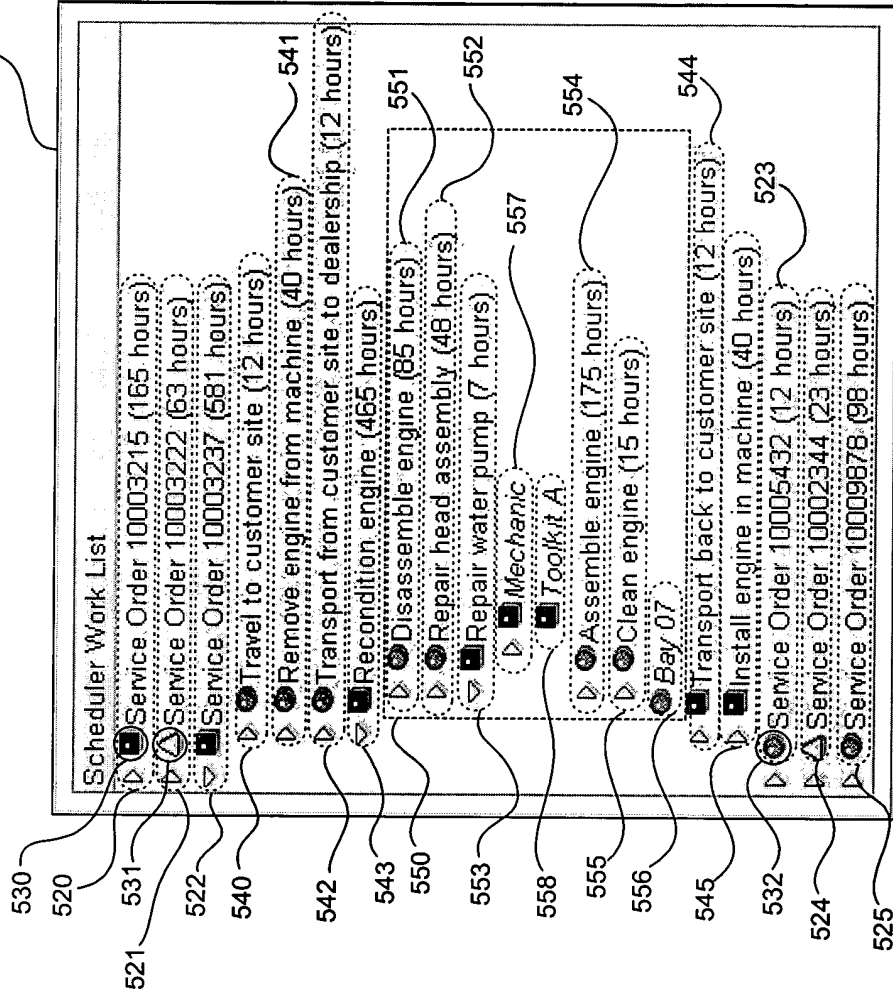 Scheduler Work List
Service Order 10003215 (165 hours)
Service Order 10003222 (63 hours)
Service Order 10003237 (581 hours)
Travel to customer site (12 hours)
Remove engine from machine (40 hours)
Transport from customer site to dealership (12 hours)
Recondition engine (465 hours)
Disassemble engine (85 hours)
Repair head assembly (48 hours)
Repair water pump (7 hours)
Mechanic
Toolkit A
Assemble engine (175 hours)
Clean engine (15 hours)
Bay 07
Transport back to customer site (12 hours)
Install engine in machine (40 hours)
Service Order 10005432 (12 hours)
Service Order 10002344 (23 hours)
Service Order 10009878 (98 hours)
530
520
531
521
522
540
542
543
550
553
558
555
556
545
532
524
525
541
551
552
557
554
544
523